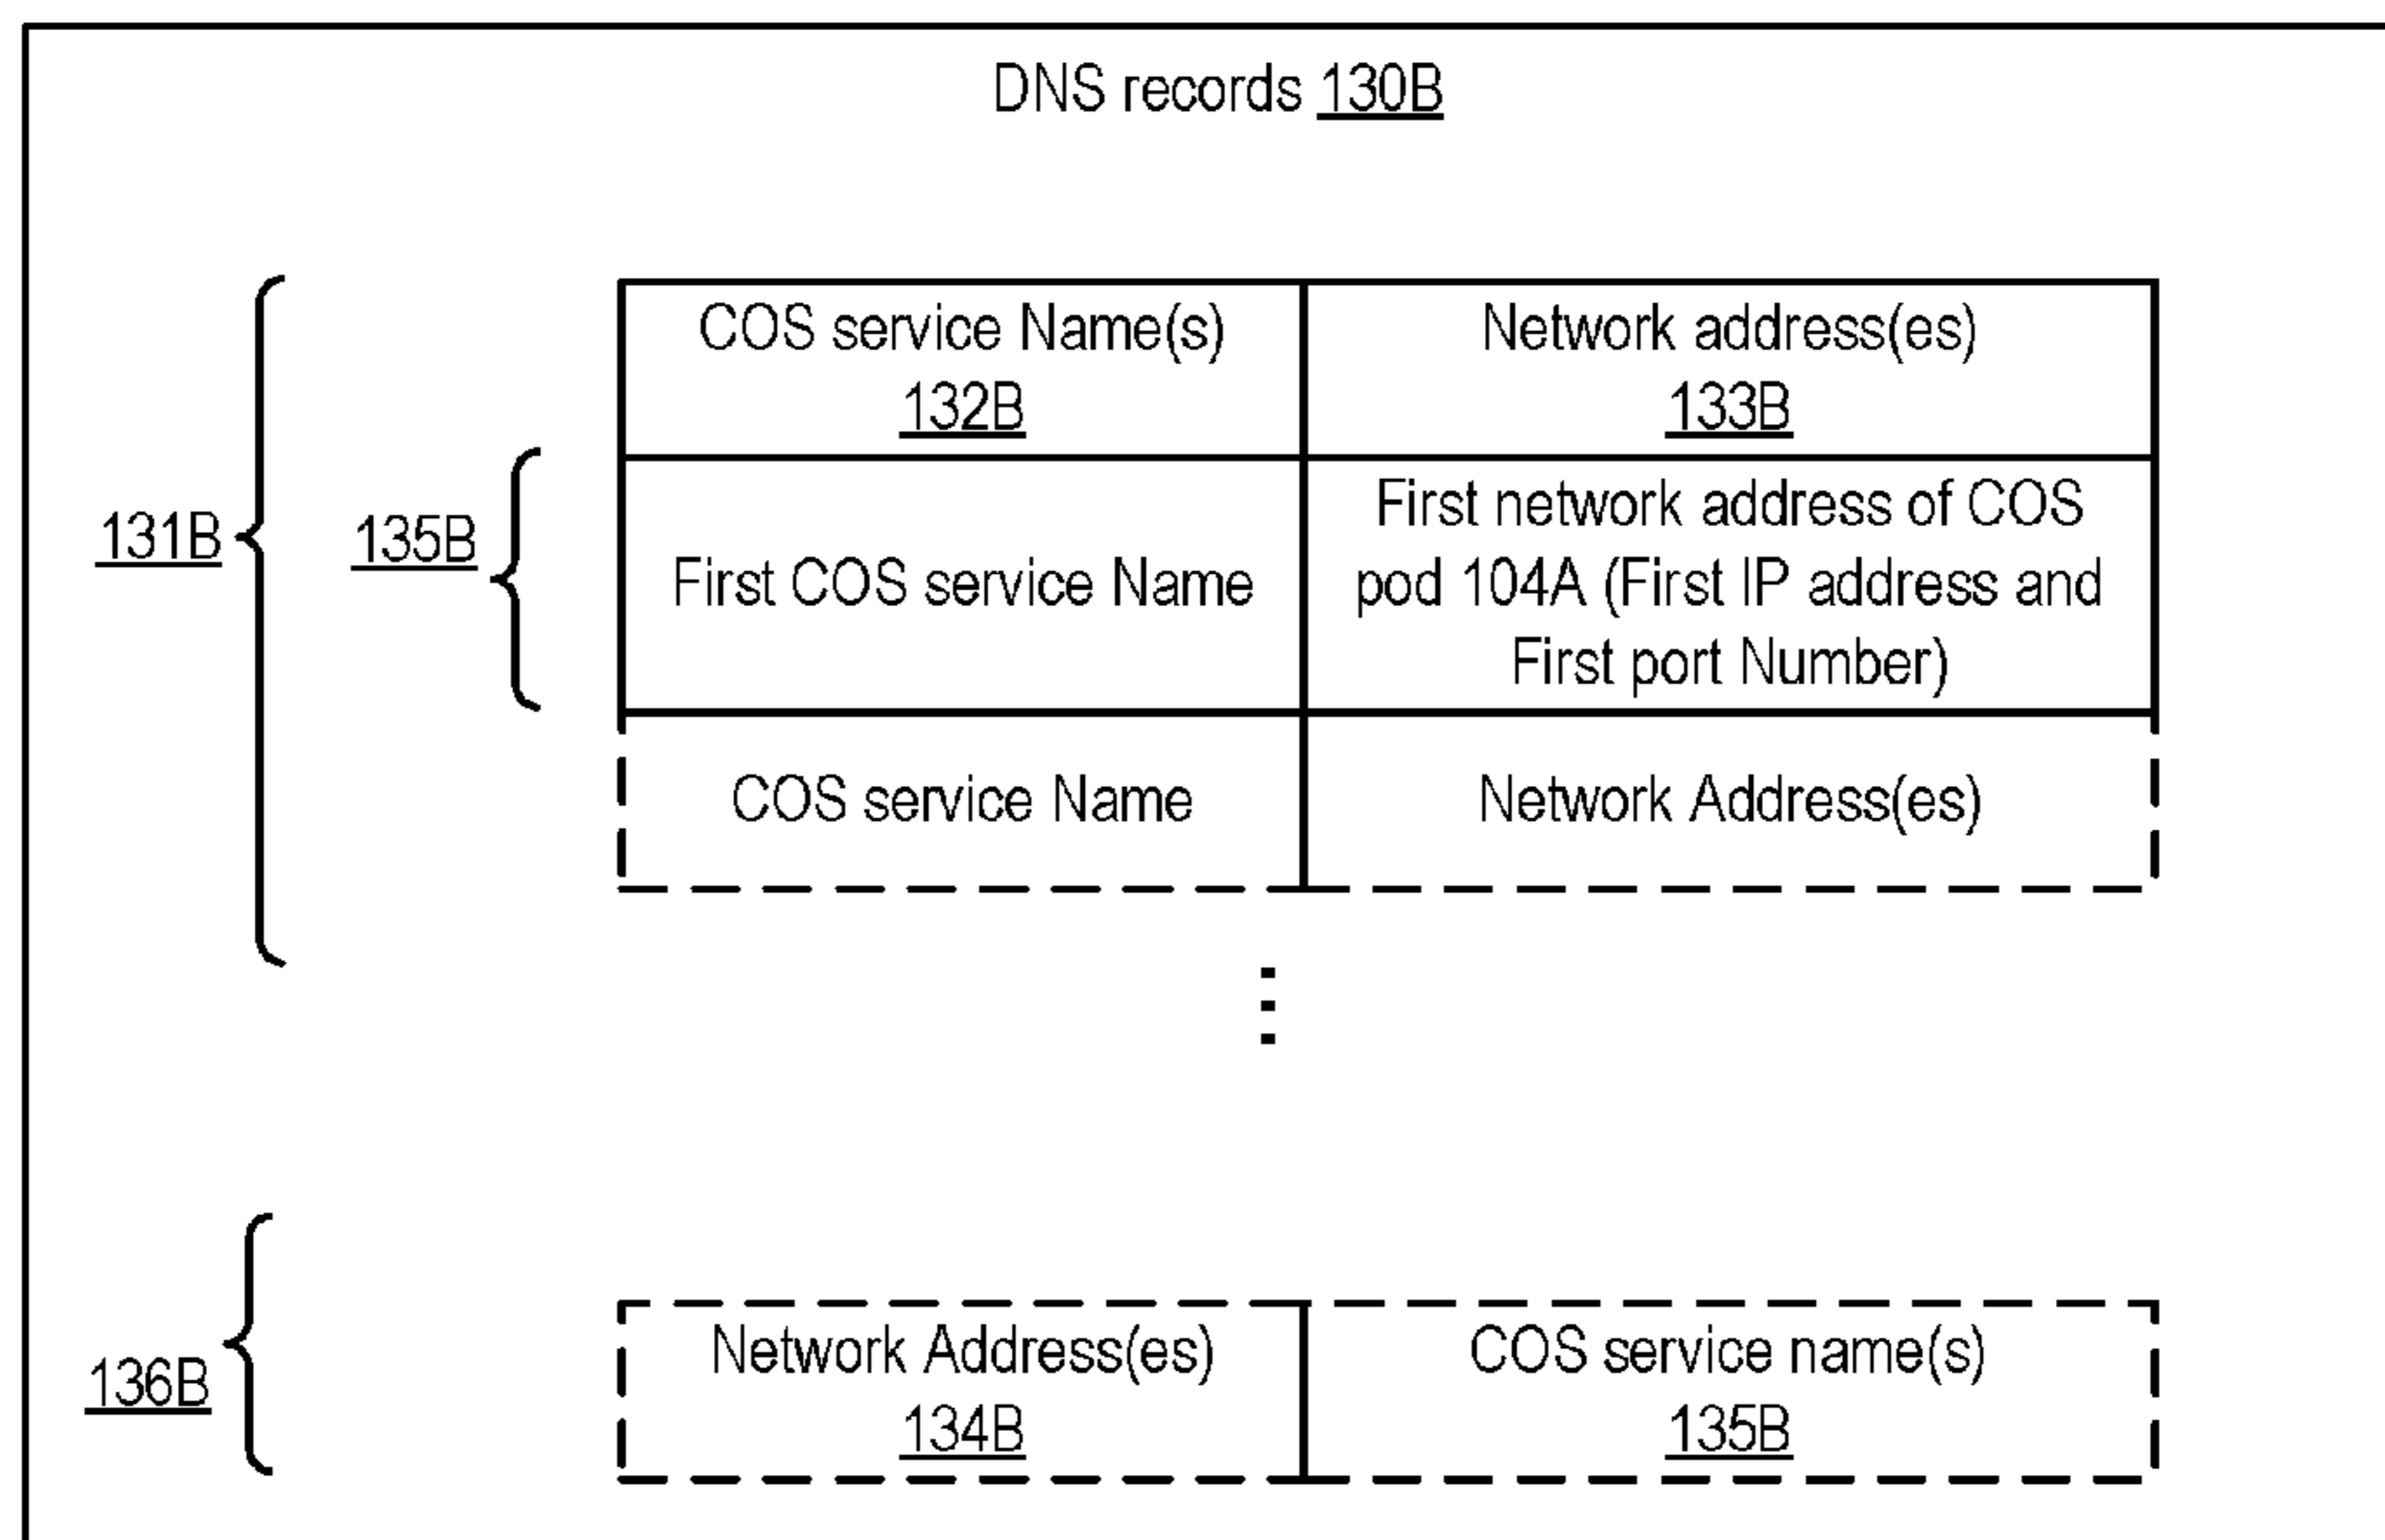 DNS records 130B
COS service Name(s)
132B
Network address(es)
133B
131B
135B
First COS service Name
First network address of COS
pod 104A (First IP address and
First port Number)
COS service Name
Network Address(es)
136B
Network Address(es)
134B
COS service name(s)
135B